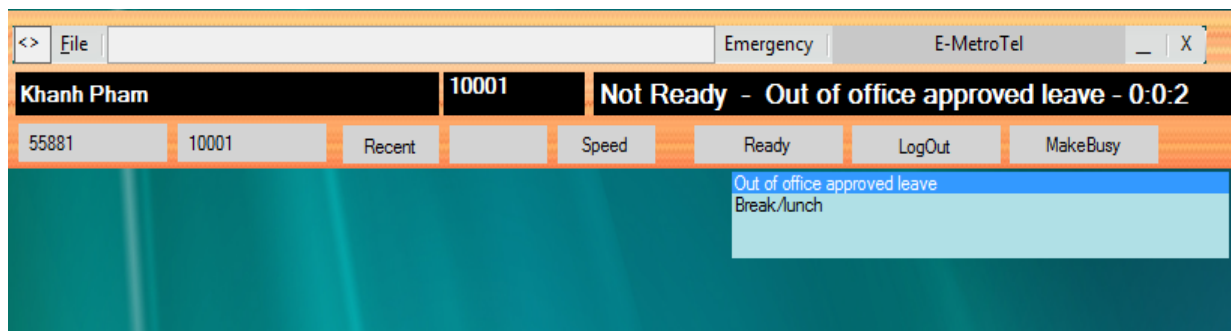 <> File Emergency E-MetroTel _ X
Khanh Pham 10001 Not Ready - Out of office approved leave - 0:0:2
55881 10001 Recent Speed Ready LogOut MakeBusy
Out of office approved leave
Break/lunch